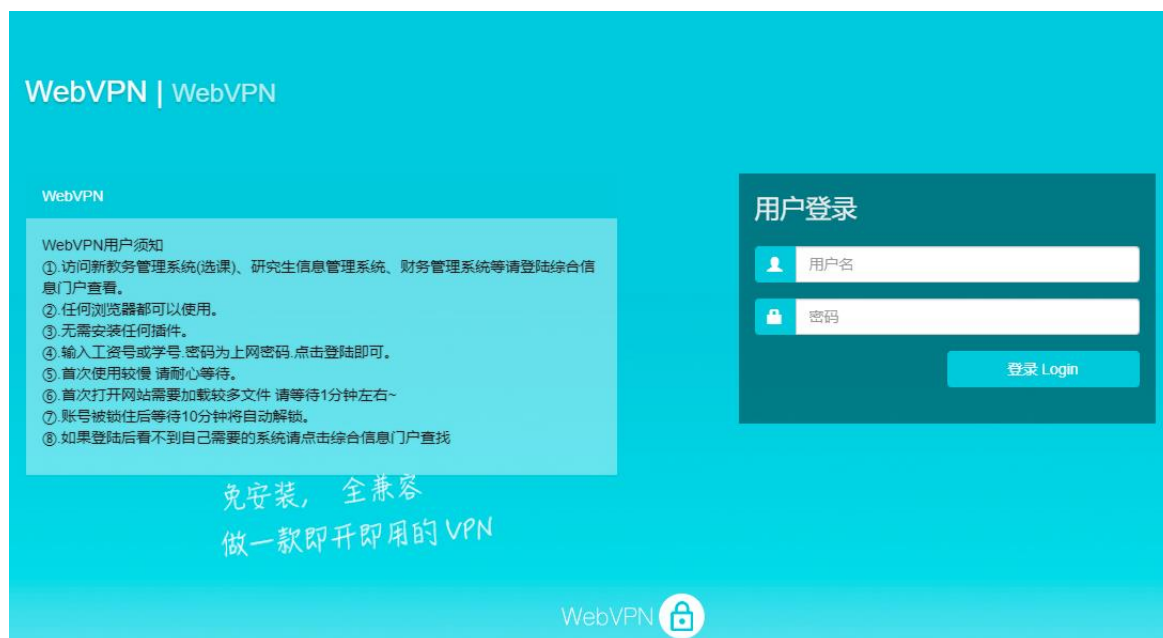 WebVPN | WebVPN
WebVPN
WebVPN用户须知
①.访问新教务管理系统(选课)、研究生信息管理系统、财务管理系统等请登陆综合信
息门户查看。
②.任何浏览器都可以使用。
③.无需安装任何插件。
④.输入工资号或学号.密码为上网密码.点击登陆即可。
⑤.首次使用较慢 请耐心等待。
⑥.首次打开网站需要加载较多文件 请等待1分钟左右~
⑦.账号被锁住后等待10分钟将自动解锁。
⑧.如果登陆后看不到自己需要的系统请点击综合信息门户查找
免安装, 全兼容
做一款即开即用的VPN
用户登录
用户名
密码
登录 Login
WebVPN